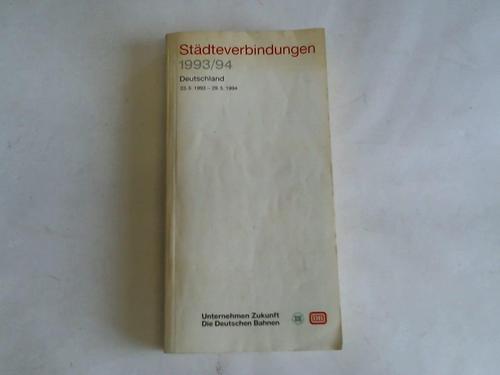 Städteverbindungen
1993/94
Deutschland
23. 5. 1993 – 28. 5. 1994
Unternehmen Zukunft
Die Deutschen Bahnen
DB